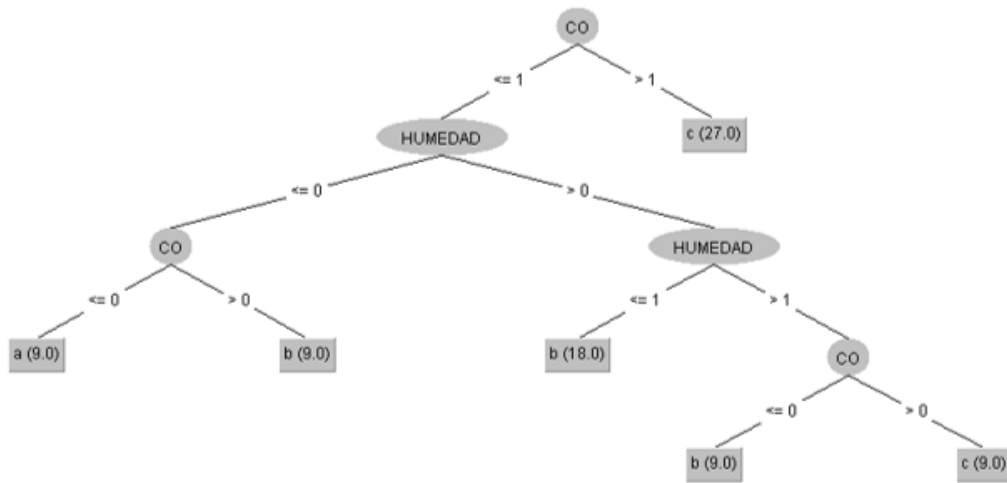 CO
<= 1
> 1
HUMEDAD
c (27.0)
<= 0
> 0
CO
HUMEDAD
<= 0
> 0
<= 1
> 1
a (9.0)
b (9.0)
b (18.0)
CO
<= 0
> 0
b (9.0)
c (9.0)